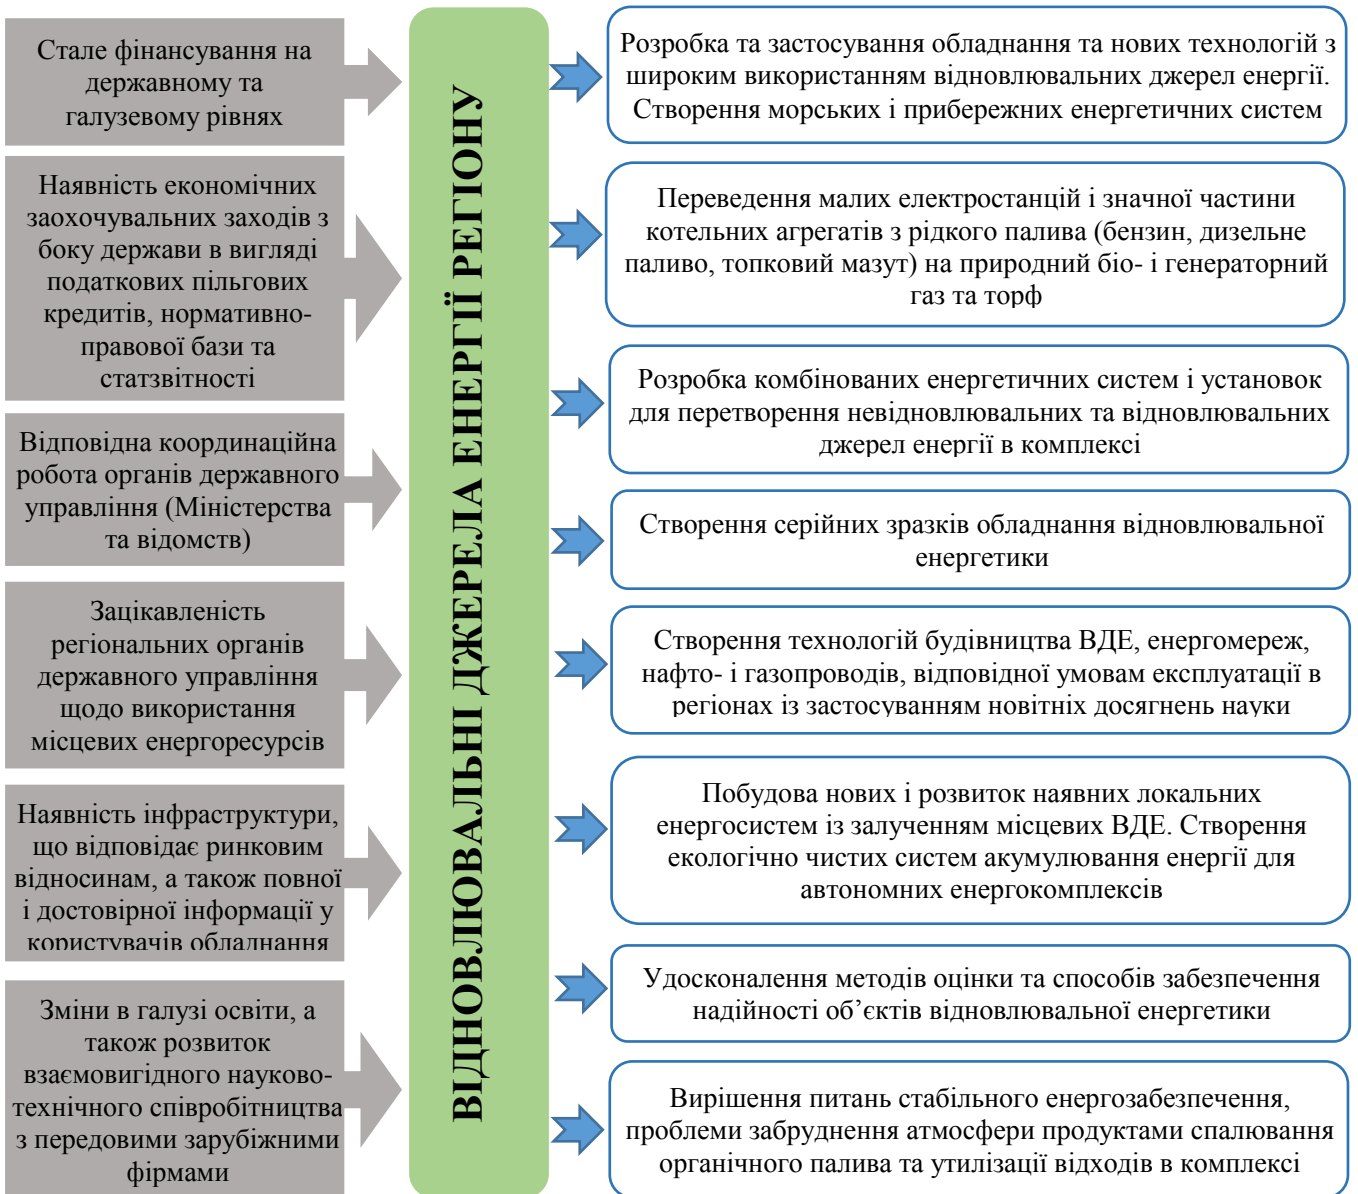 Стале фінансування на
державному та
галузевому рівнях
Наявність економічних
заохочувальних заходів з
боку держави в вигляді
податкових пільгових
кредитів, нормативно-
правової бази та
статзвітності
Відповідна координаційна
робота органів державного
управління (Міністерства
та відомств)
Зацікавленість
регіональних органів
державного управління
щодо використання
місцевих енергоресурсів
Наявність інфраструктури,
що відповідає ринковим
відносинам, а також повної
і достовірної інформації у
користувачів обладнання
Зміни в галузі освіти, а
також розвиток
взаємовигідного науково-
технічного співробітництва
з передовими зарубіжними
фірмами
ВІДНОВЛЮВАЛЬНІ ДЖЕРЕЛА ЕНЕРГІЇ РЕГІОНУ
Розробка та застосування обладнання та нових технологій з
широким використанням відновлювальних джерел енергії.
Створення морських і прибережних енергетичних систем
Переведення малих електростанцій і значної частини
котельних агрегатів з рідкого палива (бензин, дизельне
паливо, топковий мазут) на природний біо- і генераторний
газ та торф
Розробка комбінованих енергетичних систем і установок
для перетворення невідновлювальних та відновлювальних
джерел енергії в комплексі
Створення серійних зразків обладнання відновлювальної
енергетики
Створення технологій будівництва ВДЕ, енергомереж,
нафто- і газопроводів, відповідної умовам експлуатації в
регіонах із застосуванням новітніх досягнень науки
Побудова нових і розвиток наявних локальних
енергосистем із залученням місцевих ВДЕ. Створення
екологічно чистих систем акумулювання енергії для
автономних енергокомплексів
Удосконалення методів оцінки та способів забезпечення
надійності об’єктів відновлювальної енергетики
Вирішення питань стабільного енергозабезпечення,
проблеми забруднення атмосфери продуктами спалювання
органічного палива та утилізації відходів в комплексі